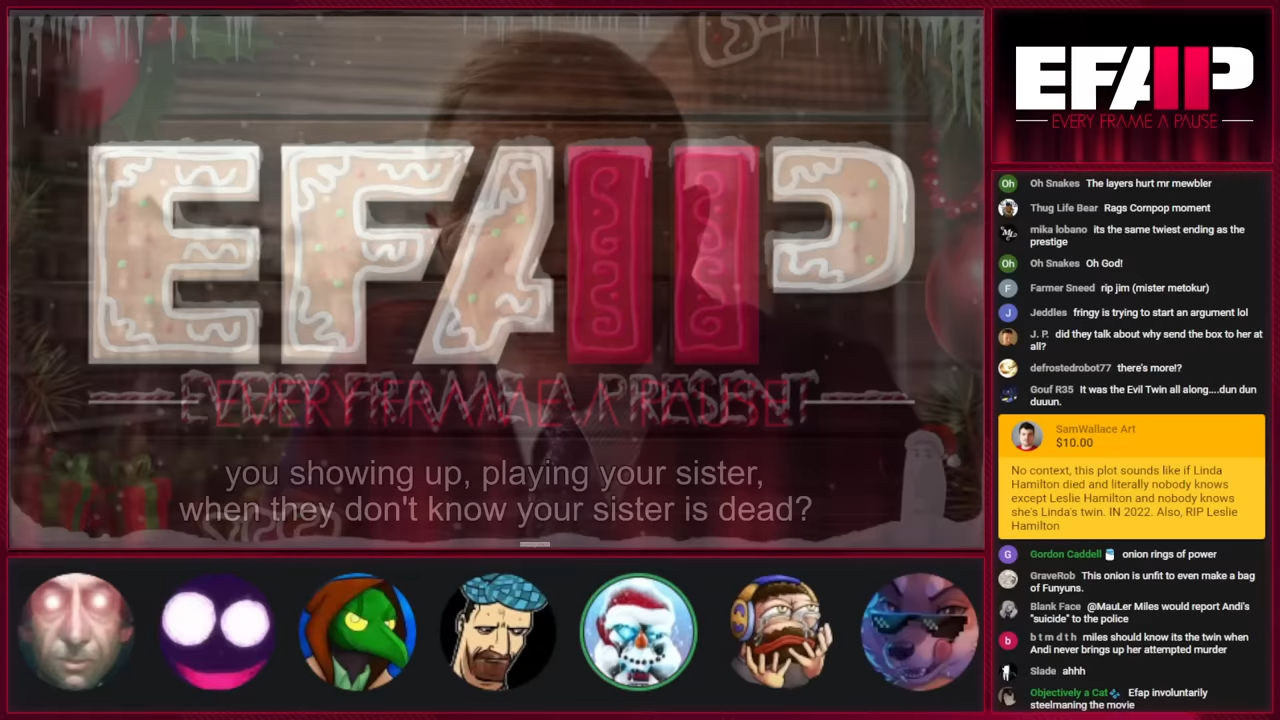 EFAP
EVERY FRAME A PAUSE
you showing up, playing your sister,
when they don't know your sister is dead?
EFAP
EVERY FRAME A PAUSE
Oh Snakes The layers hurt mr mewbler
Thug Life Bear Rags Cornpop moment
mika lobano its the same twiest ending as the
prestige
Oh Snakes Oh God!
Farmer Sneed rip jim (mister metokur)
Jeddles fringy is trying to start an argument lol
J. P. did they talk about why send the box to her at
all?
defrostedrobot77 there's more!?
Gouf R35 It was the Evil Twin all along....dun dun
duuun.
SamWallace Art
$10.00
No context, this plot sounds like if Linda
Hamilton died and literally nobody knows
except Leslie Hamilton and nobody knows
she's Linda's twin. IN 2022. Also, RIP Leslie
Hamilton
Gordon Caddell onion rings of power
GraveRob This onion is unfit to even make a bag
of Funyuns.
Blank Face @MauLer Miles would report Andi's
"suicide" to the police
b t m d t h miles should know its the twin when
Andi never brings up her attempted murder
Slade ahhh
Objectively a Cat Efap involuntarily
steelmaning the movie